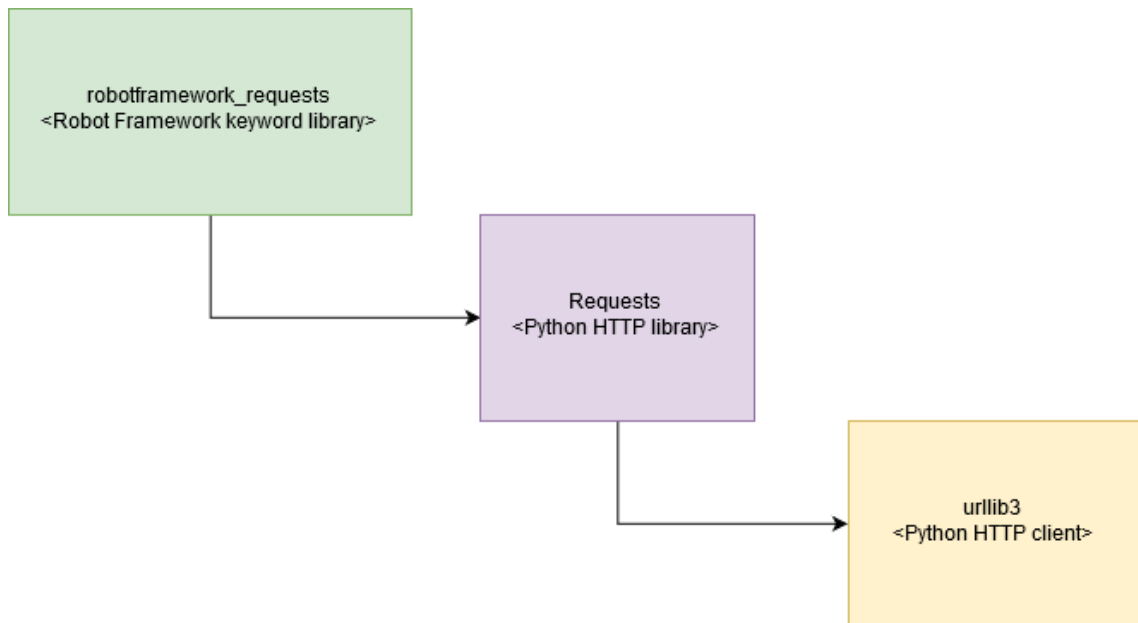 robotframework_requests
<Robot Framework keyword library>
Requests
<Python HTTP library>
urllib3
<Python HTTP client>